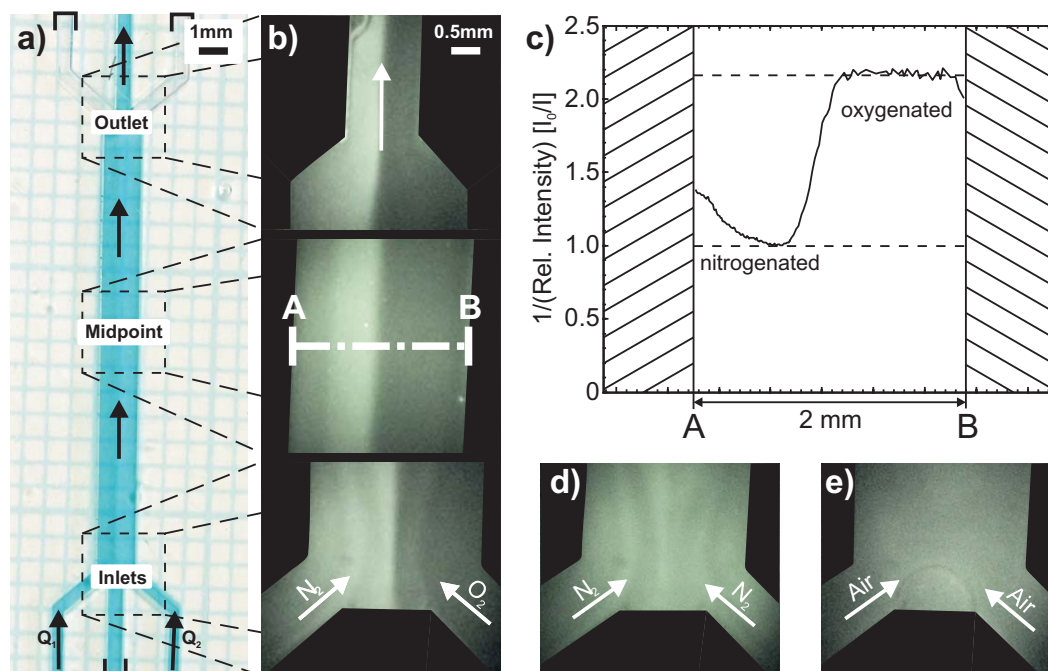 a)
1mm
Outlet
Midpoint
Inlets
Q₁
Q₂
b)
0.5mm
A
B
N₂
O₂
c)
1/(Rel. Intensity) [I₀/I]
2.5
2.0
1.5
1.0
0.5
0
oxygenated
nitrogenated
A
2 mm
B
d)
N₂
N₂
e)
Air
Air